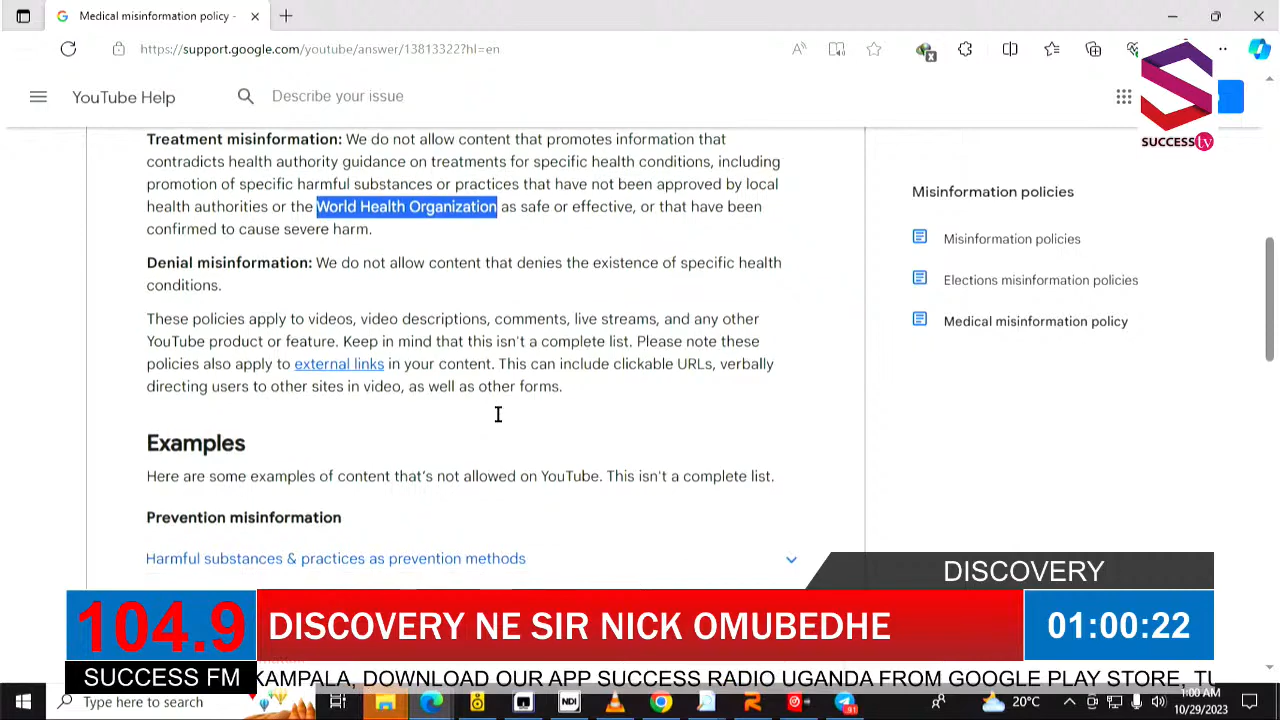 Medical misinformation policy -
https://support.google.com/youtube/answer/13813322?hl=en
YouTube Help
Describe your issue
SUCCESS tv
Treatment misinformation: We do not allow content that promotes information that
contradicts health authority guidance on treatments for specific health conditions, including
promotion of specific harmful substances or practices that have not been approved by local
health authorities or the World Health Organization as safe or effective, or that have been
confirmed to cause severe harm.
Denial misinformation: We do not allow content that denies the existence of specific health
conditions.
These policies apply to videos, video descriptions, comments, live streams, and any other
YouTube product or feature. Keep in mind that this isn't a complete list. Please note these
policies also apply to external links in your content. This can include clickable URLs, verbally
directing users to other sites in video, as well as other forms.
Examples
Here are some examples of content that's not allowed on YouTube. This isn't a complete list.
Prevention misinformation
Harmful substances & practices as prevention methods
Misinformation policies
Misinformation policies
Elections misinformation policies
Medical misinformation policy
DISCOVERY
104.9
DISCOVERY NE SIR NICK OMUBEDHE
01:00:22
SUCCESS FM
KAMPALA, DOWNLOAD OUR APP SUCCESS RADIO UGANDA FROM GOOGLE PLAY STORE,
Type here to search
NDI
91
20°C
1:00 AM
10/29/2023